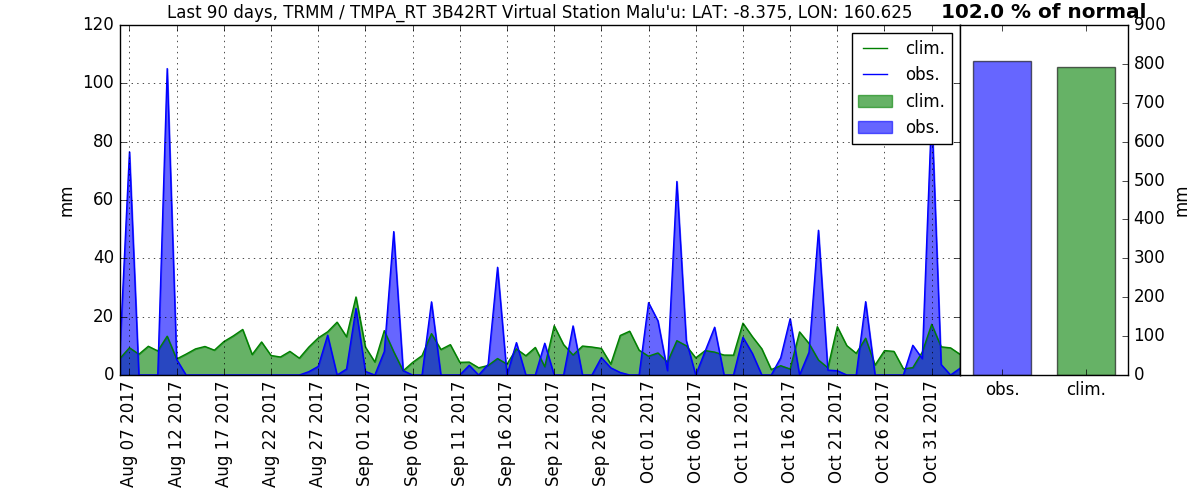 Last 90 days, TRMM / TMPA_RT 3B42RT Virtual Station Malu'u: LAT: -8.375, LON: 160.625
102.0 % of normal
120
100
80
60
40
20
0
mm
clim.
obs.
clim.
obs.
900
800
700
600
500
400
300
200
100
0
mm
Aug 07 2017
Aug 12 2017
Aug 17 2017
Aug 22 2017
Aug 27 2017
Sep 01 2017
Sep 06 2017
Sep 11 2017
Sep 16 2017
Sep 21 2017
Sep 26 2017
Oct 01 2017
Oct 06 2017
Oct 11 2017
Oct 16 2017
Oct 21 2017
Oct 26 2017
Oct 31 2017
obs.
clim.